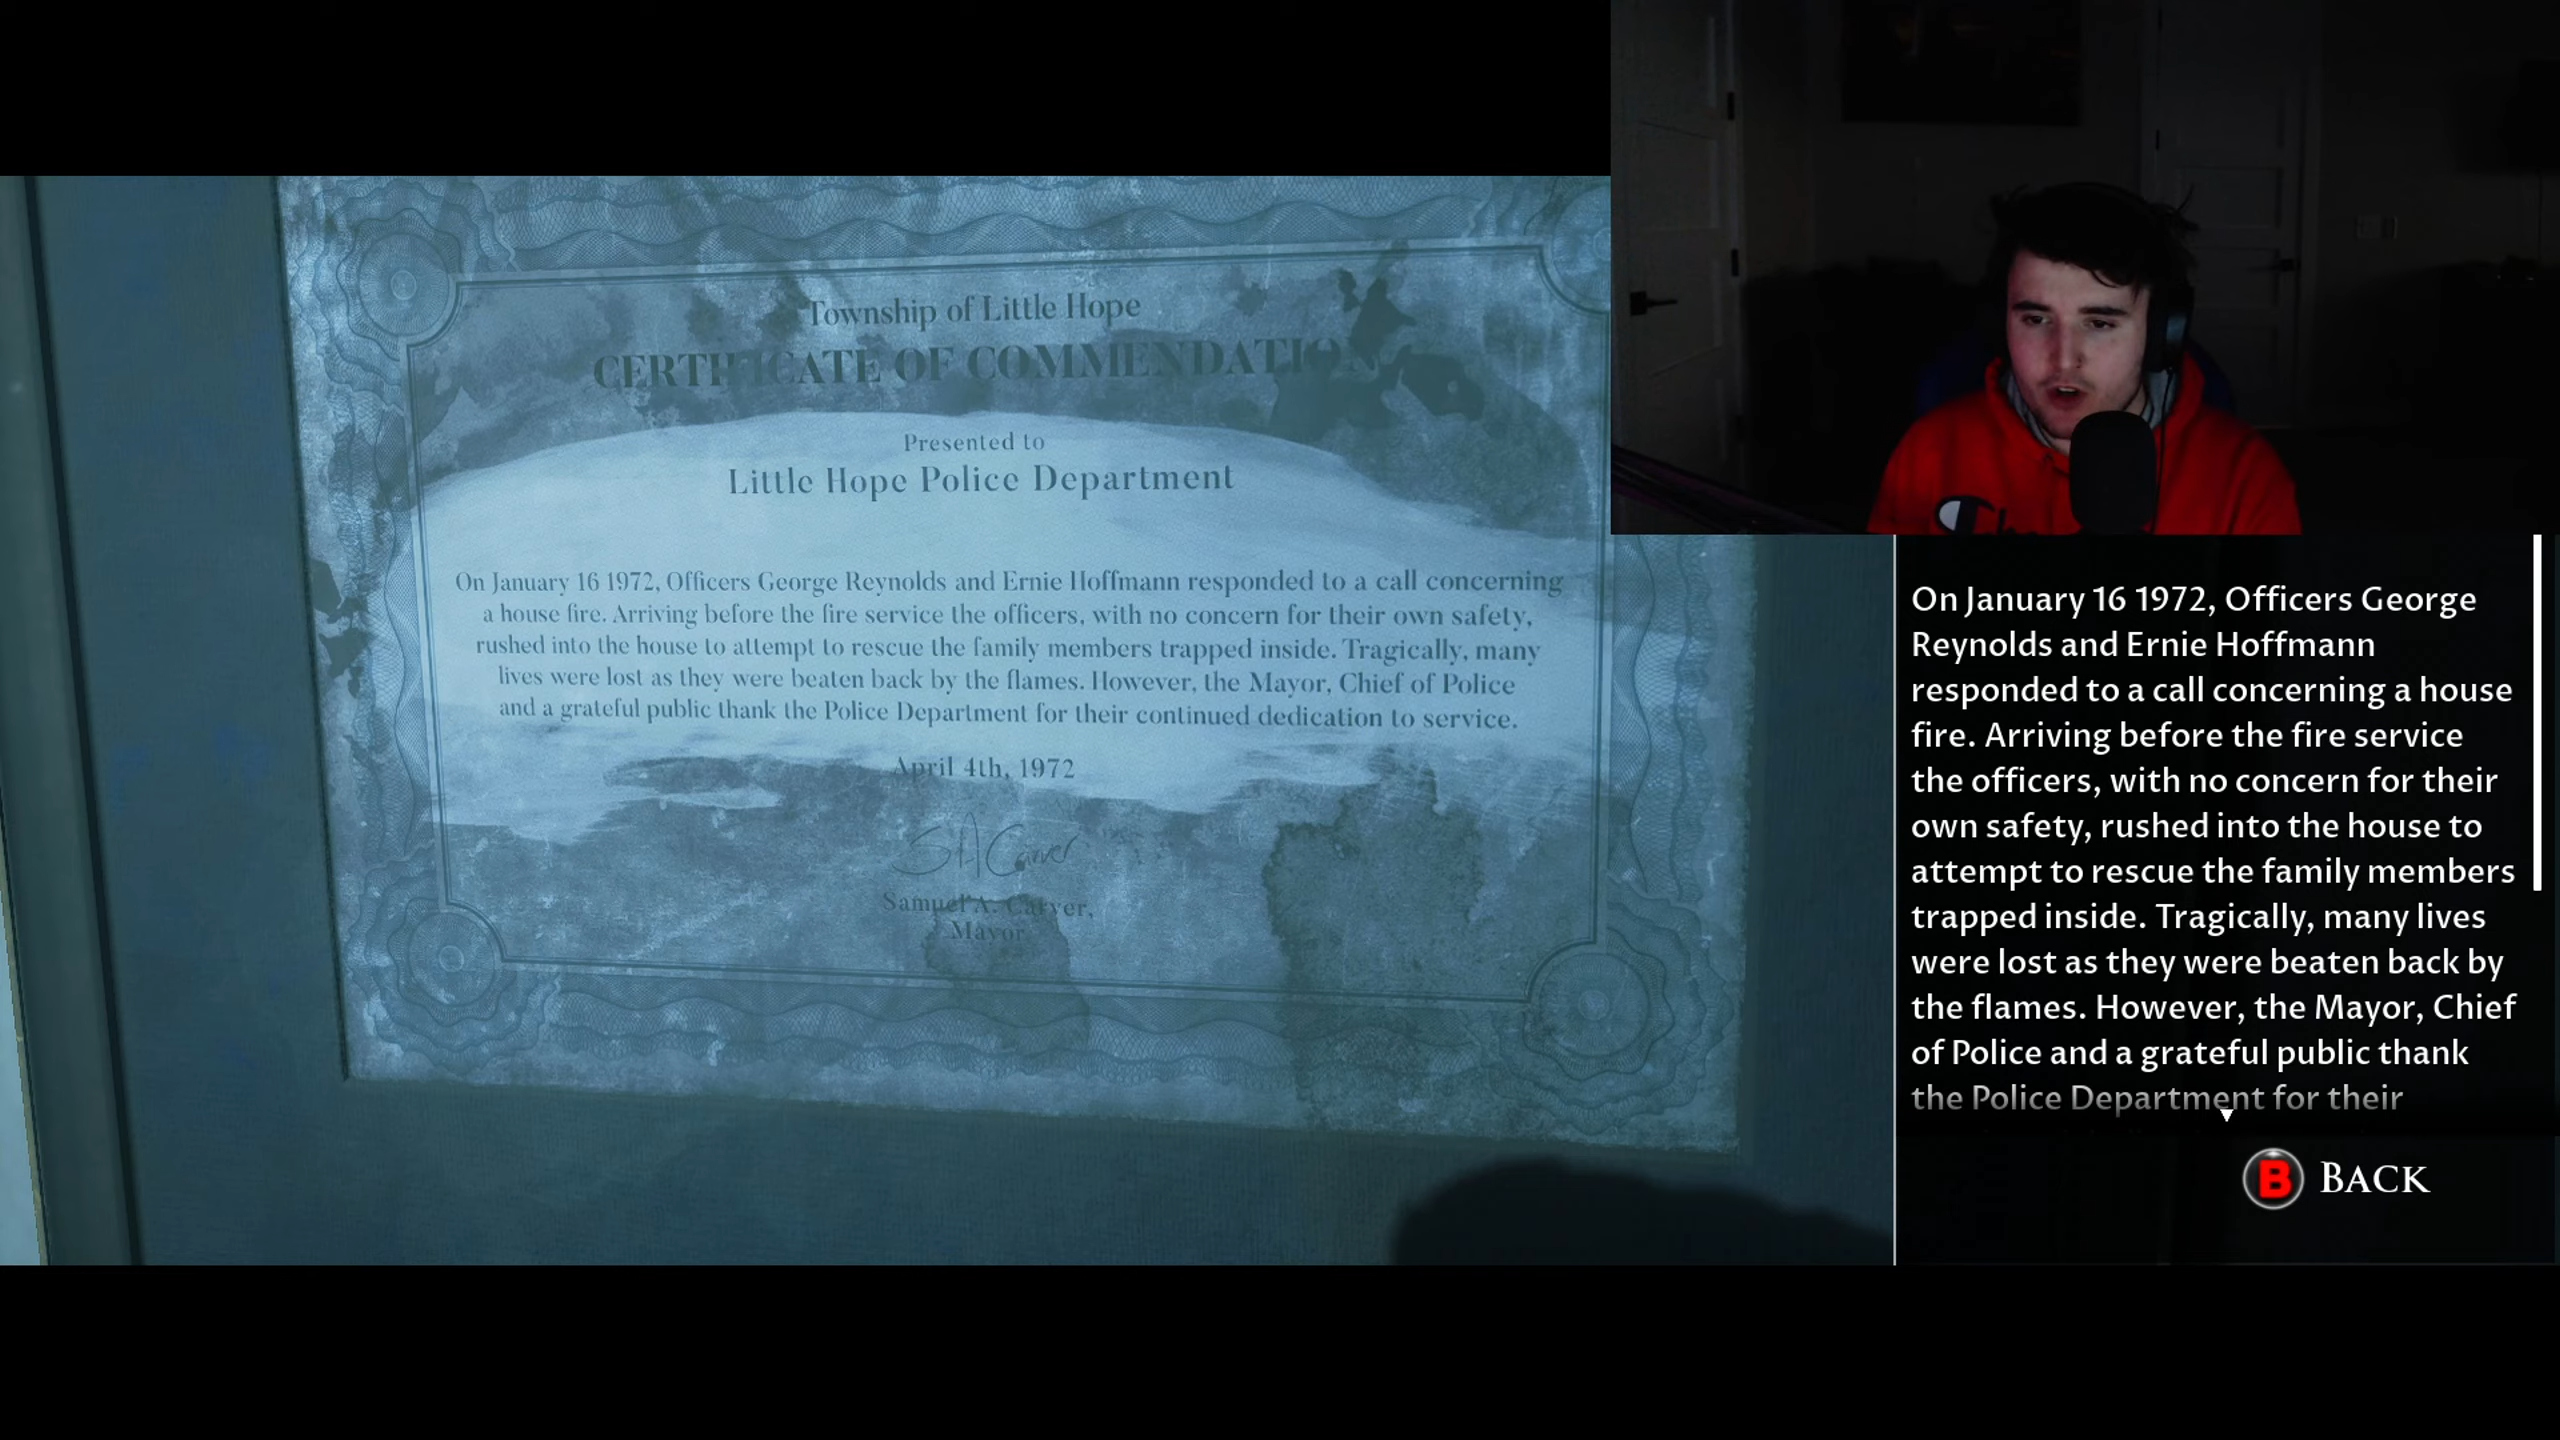 Township of Little Hope
CERTIFICATE OF COMMENDATION
Presented to
Little Hope Police Department
On January 16 1972, Officers George Reynolds and Ernie Hoffmann responded to a call concerning
a house fire. Arriving before the fire service the officers, with no concern for their own safety,
rushed into the house to attempt to rescue the family members trapped inside. Tragically, many
lives were lost as they were beaten back by the flames. However, the Mayor, Chief of Police
and a grateful public thank the Police Department for their continued dedication to service.
April 4th, 1972
S A Carver
Samuel A. Carver,
Mayor
On January 16 1972, Officers George
Reynolds and Ernie Hoffmann
responded to a call concerning a house
fire. Arriving before the fire service
the officers, with no concern for their
own safety, rushed into the house to
attempt to rescue the family members
trapped inside. Tragically, many lives
were lost as they were beaten back by
the flames. However, the Mayor, Chief
of Police and a grateful public thank
the Police Department for their
B BACK